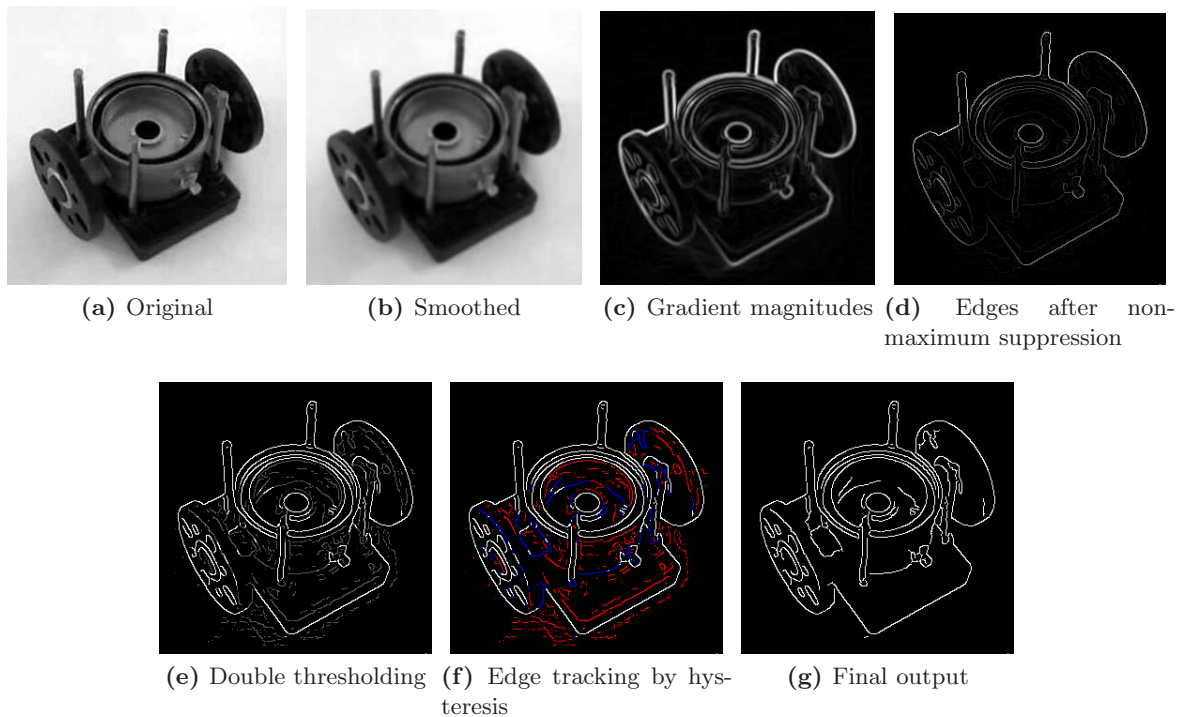 (a) Original
(b) Smoothed
(c) Gradient magnitudes
(d) Edges after non-
maximum suppression
(e) Double thresholding
(f) Edge tracking by hys-
teresis
(g) Final output